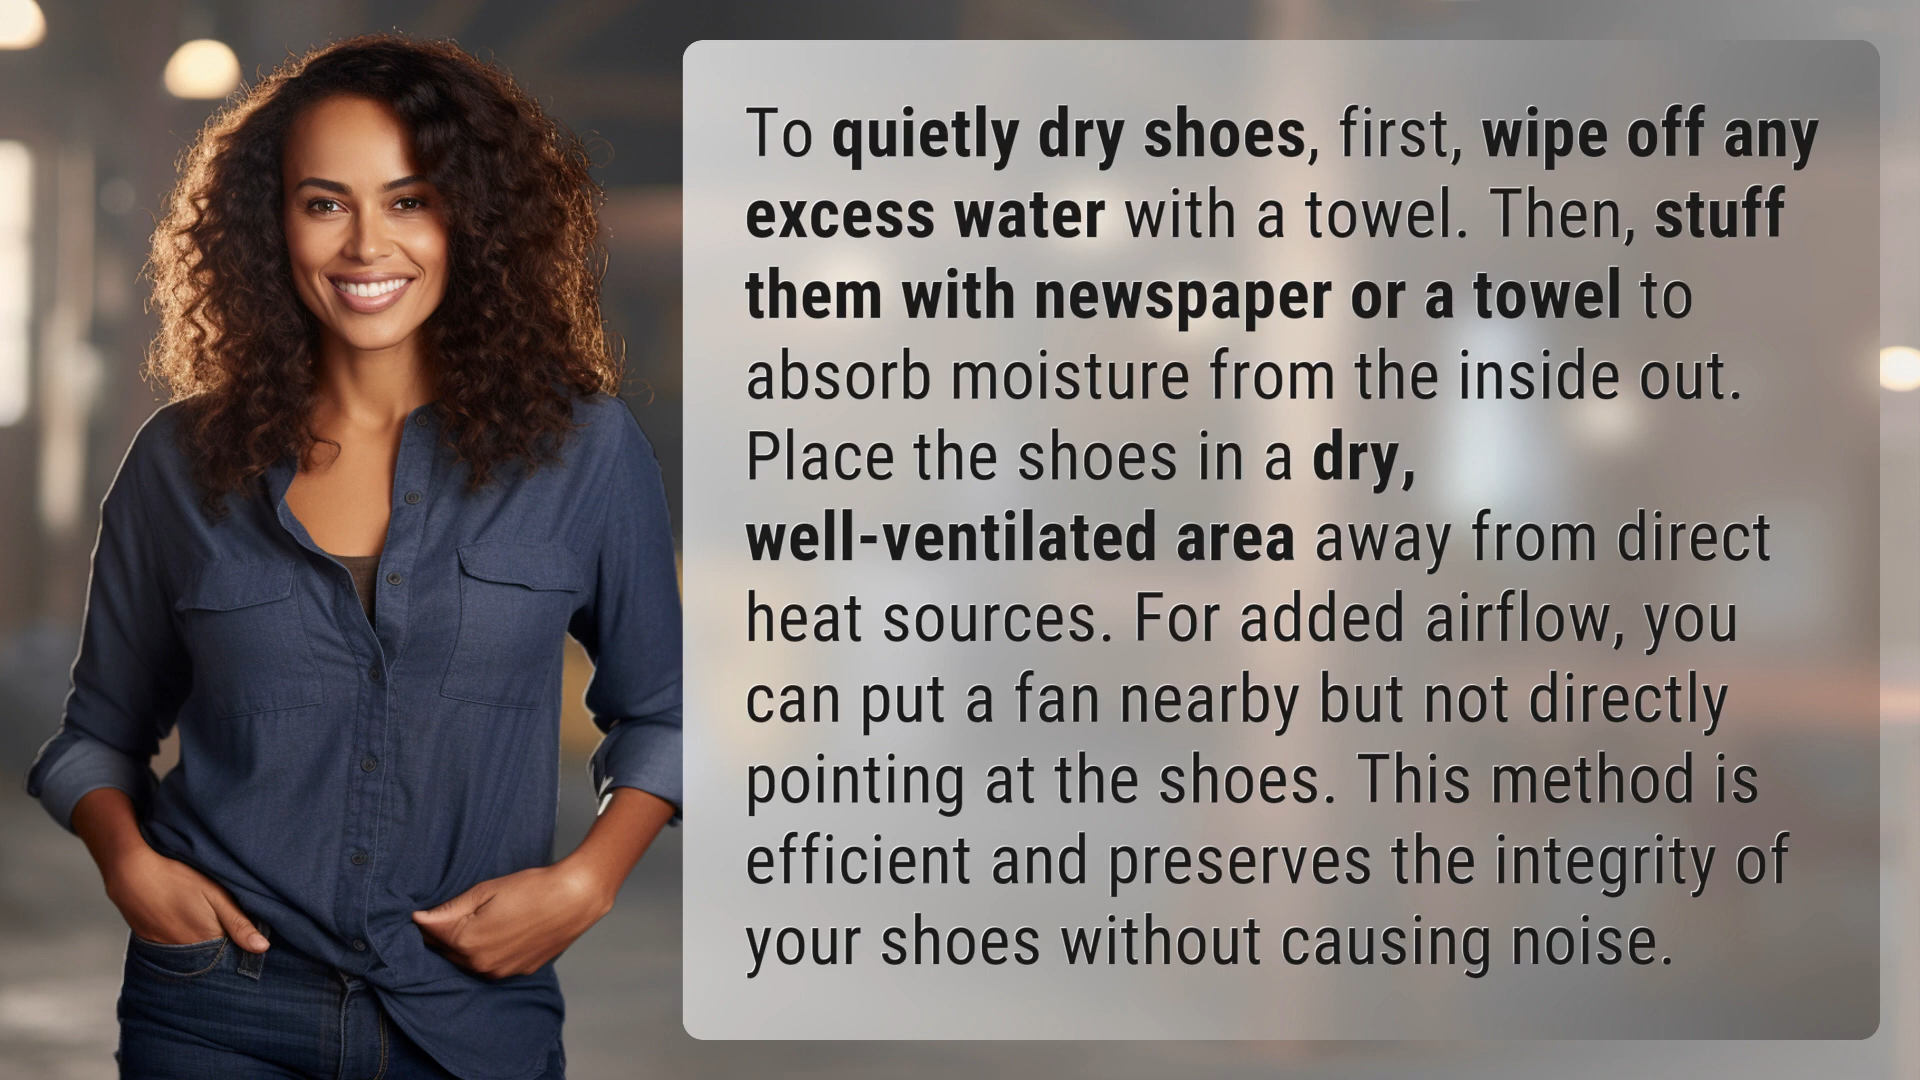 To quietly dry shoes, first, wipe off any
excess water with a towel. Then, stuff
them with newspaper or a towel to
absorb moisture from the inside out.
Place the shoes in a dry,
well-ventilated area away from direct
heat sources. For added airflow, you
can put a fan nearby but not directly
pointing at the shoes. This method is
efficient and preserves the integrity of
your shoes without causing noise.